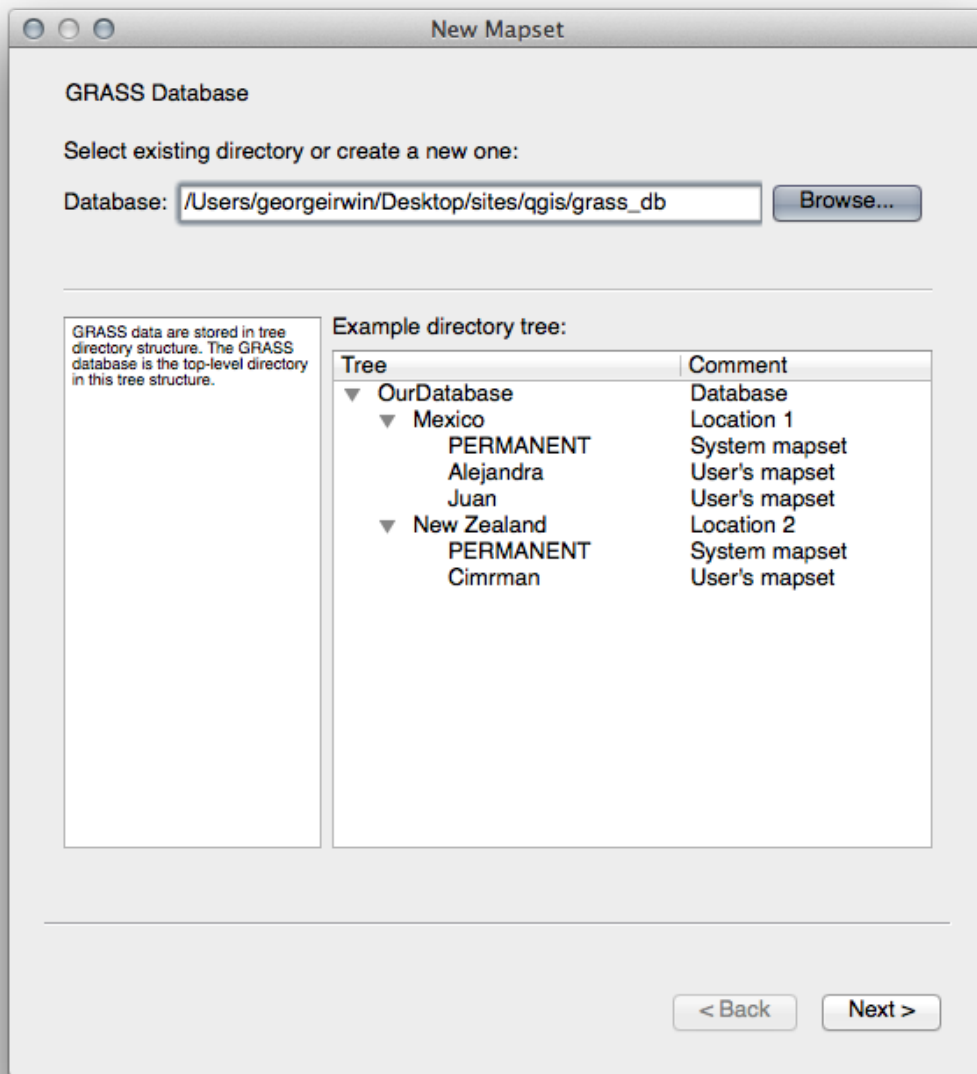 New Mapset
GRASS Database
Select existing directory or create a new one:
Database: /Users/georgeirwin/Desktop/sites/qgis/grass_db Browse...
GRASS data are stored in tree
directory structure. The GRASS
database is the top-level directory
in this tree structure.
Example directory tree:
Tree Comment
OurDatabase Database
Mexico Location 1
PERMANENT System mapset
Alejandra User's mapset
Juan User's mapset
New Zealand Location 2
PERMANENT System mapset
Cimrman User's mapset
< Back Next >